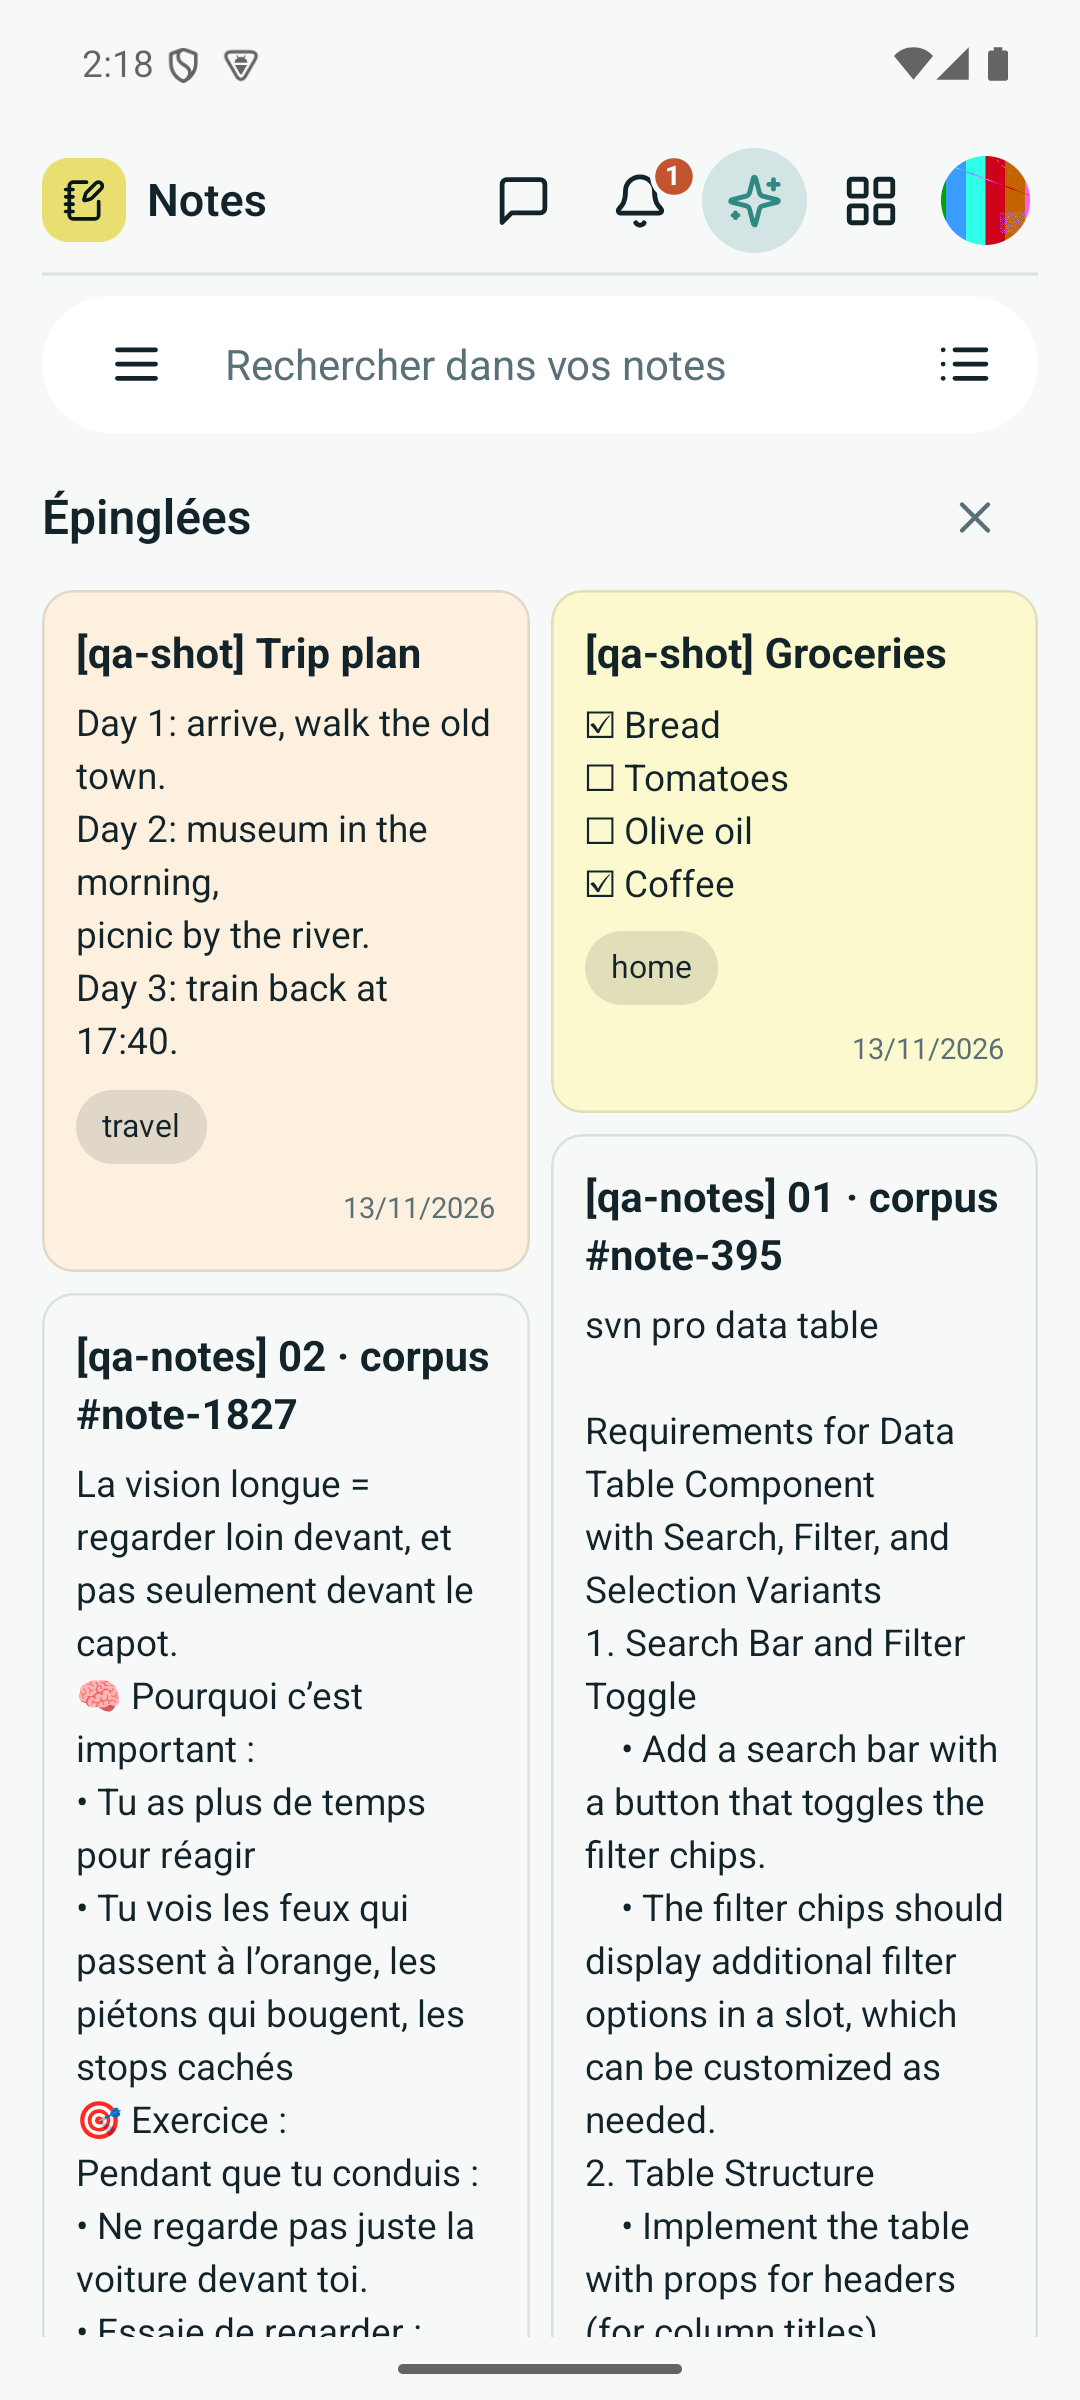 2:18
Notes
1
Rechercher dans vos notes
Épinglées
[qa-shot] Trip plan
Day 1: arrive, walk the old
town.
Day 2: museum in the
morning,
picnic by the river.
Day 3: train back at
17:40.
travel
13/11/2026
[qa-notes] 02 · corpus
#note-1827
La vision longue =
regarder loin devant, et
pas seulement devant le
capot.
🧠 Pourquoi c’est
important :
• Tu as plus de temps
pour réagir
• Tu vois les feux qui
passent à l’orange, les
piétons qui bougent, les
stops cachés
🎯 Exercice :
Pendant que tu conduis :
• Ne regarde pas juste la
voiture devant toi.
• Essaie de regarder :
[qa-shot] Groceries
☑ Bread
☐ Tomatoes
☐ Olive oil
☑ Coffee
home
13/11/2026
[qa-notes] 01 · corpus
#note-395
svn pro data table
Requirements for Data
Table Component
with Search, Filter, and
Selection Variants
1. Search Bar and Filter
Toggle
• Add a search bar with
a button that toggles the
filter chips.
• The filter chips should
display additional filter
options in a slot, which
can be customized as
needed.
2. Table Structure
• Implement the table
with props for headers
(for column titles)